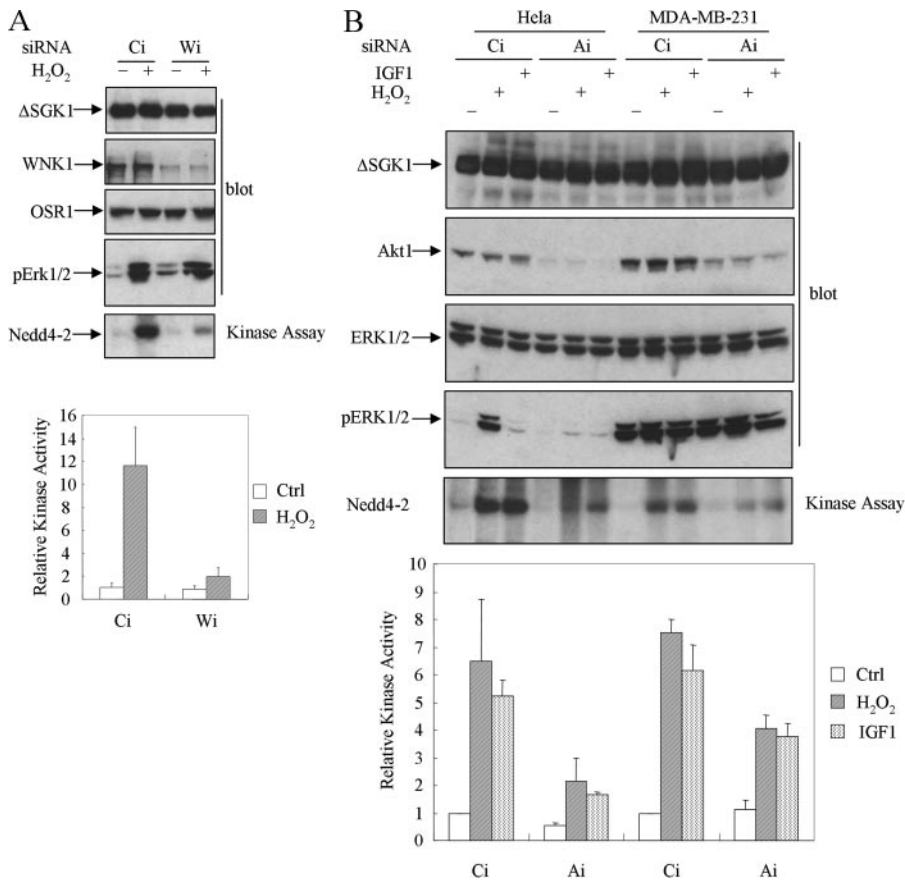 A
siRNA Ci Wi
H₂O₂ – + – +
ΔSGK1
WNK1
OSR1
pErk1/2
blot
Nedd4-2 Kinase Assay
Relative Kinase Activity
16
14
12
10
8
6
4
2
0
Ci Wi
Ctrl
H₂O₂
B
Hela MDA-MB-231
siRNA Ci Ai Ci Ai
IGF1 + + + +
H₂O₂ + + + +
– – – –
ΔSGK1
Akt1
ERK1/2
pERK1/2
blot
Nedd4-2 Kinase Assay
Relative Kinase Activity
10
9
8
7
6
5
4
3
2
1
0
Ci Ai Ci Ai
Ctrl
H₂O₂
IGF1